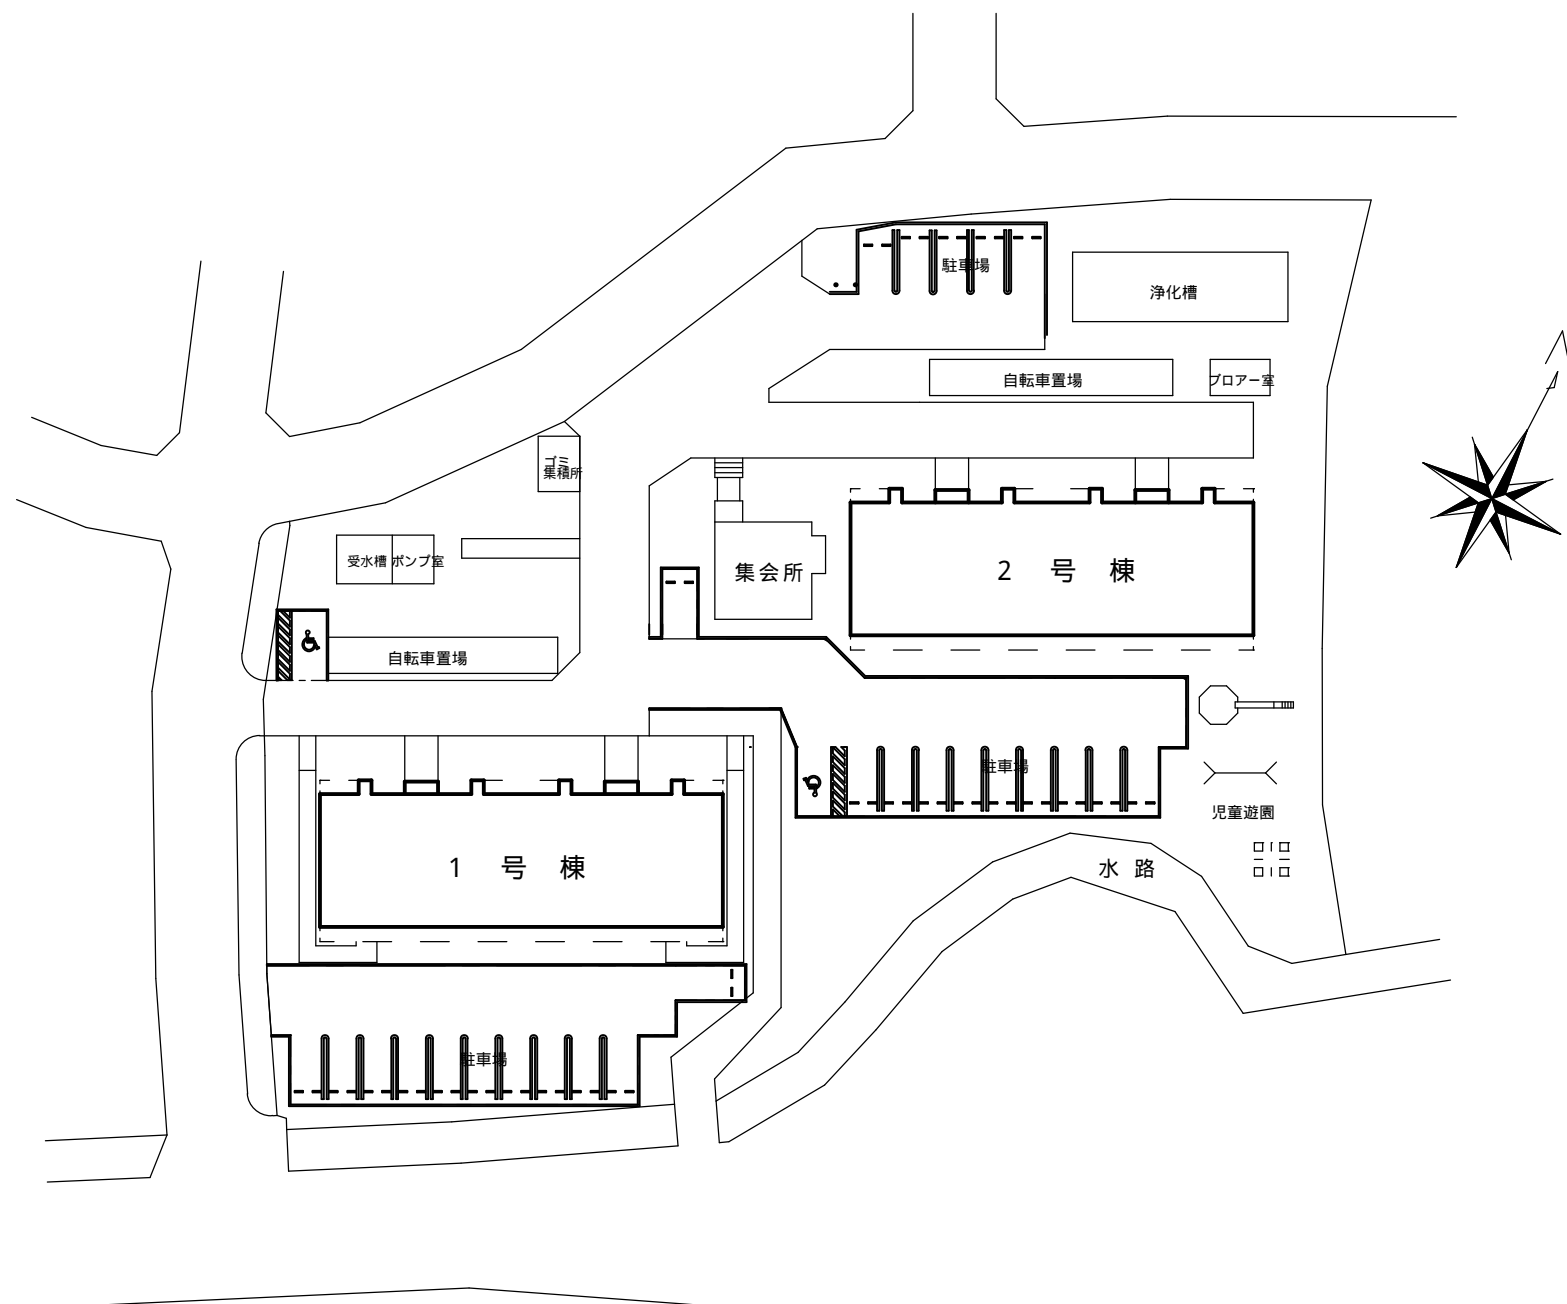 駐車場
浄化槽
自転車置場
ブロアー室
ゴミ
集積所
受水槽
ポンプ室
集会所
2 号 棟
自転車置場
駐車場
児童遊園
1 号 棟
水 路
駐車場